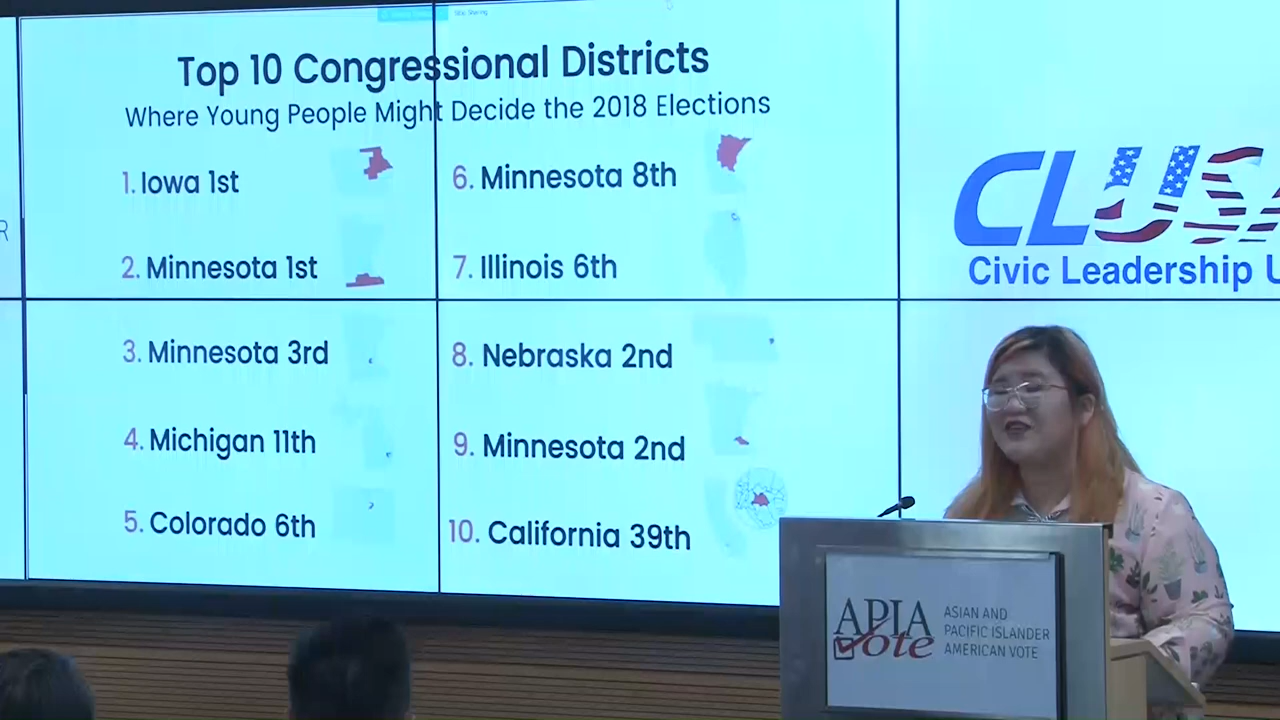 Top 10 Congressional Districts
Where Young People Might Decide the 2018 Elections
1. Iowa 1st
2. Minnesota 1st
3. Minnesota 3rd
4. Michigan 11th
5. Colorado 6th
6. Minnesota 8th
7. Illinois 6th
8. Nebraska 2nd
9. Minnesota 2nd
10. California 39th
R
CLUSA
Civic Leadership U
APIA
Vote
ASIAN AND
PACIFIC ISLANDER
AMERICAN VOTE